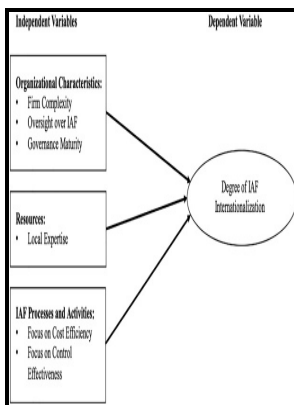 Independent Variables
Dependent Variable
Organizational Characteristics:
• Firm Complexity
• Oversight over IAF
• Governance Maturity
Resources:
• Local Expertise
IAF Processes and Activities:
• Focus on Cost Efficiency
• Focus on Control
Effectiveness
Degree of IAF
Internationalization